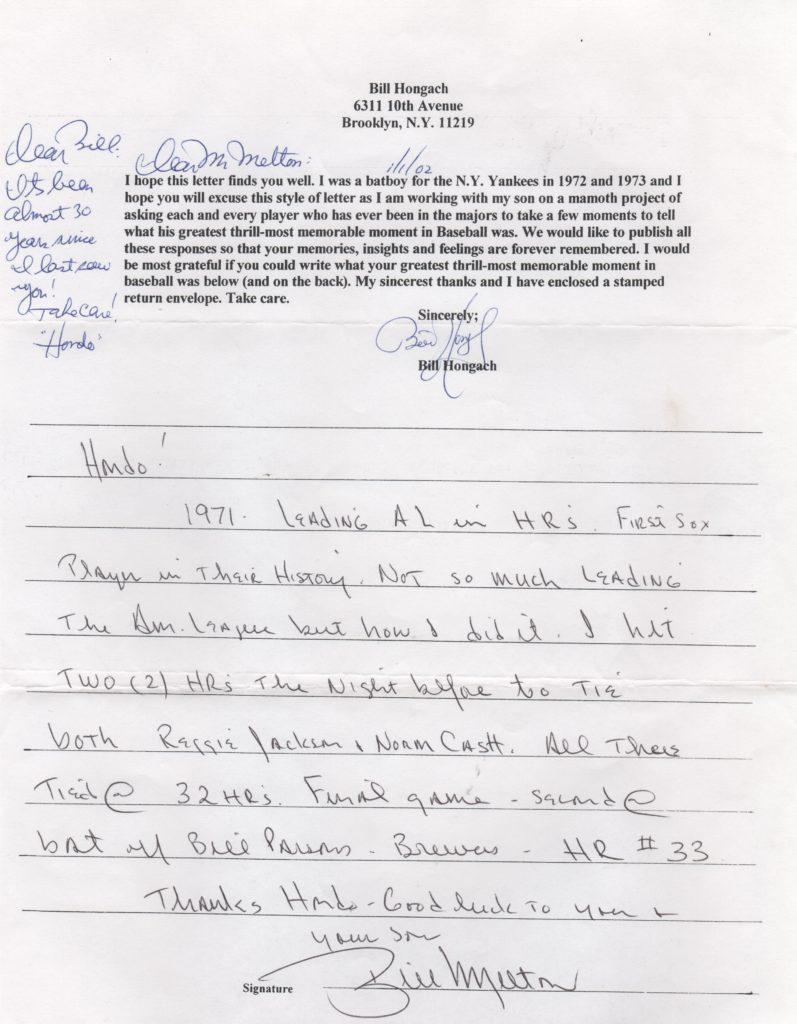 Bill Hongach
6311 10th Avenue
Brooklyn, N.Y. 11219
Dear Bill:
It's been
almost 30
years since
I last saw
you!
Take Care!
"Hondo"
Dear Mr Melton:
1/1/02
I hope this letter finds you well. I was a batboy for the N.Y. Yankees in 1972 and 1973 and I
hope you will excuse this style of letter as I am working with my son on a mammoth project of
asking each and every player who has ever been in the majors to take a few moments to tell
what his greatest thrill-most memorable moment in Baseball was. We would like to publish all
these responses so that your memories, insights and feelings are forever remembered. I would
be most grateful if you could write what your greatest thrill-most memorable moment in
baseball was below (and on the back). My sincerest thanks and I have enclosed a stamped
return envelope. Take care.
Sincerely;
Bill Hongach
Hondo!
1971. Leading AL in HRs. First Sox
Player in Their History. Not so much Leading
The Am. League but how I did it. I hit
TWO (2) HRs The Night before to Tie
both Reggie Jackson & Norm Cash. All Three
Tied @ 32 HRs. Final game - second @
bat off Bill Parsons - Brewers - HR # 33
Thanks Hondo - Good luck To you &
your son
Signature Bill Melton